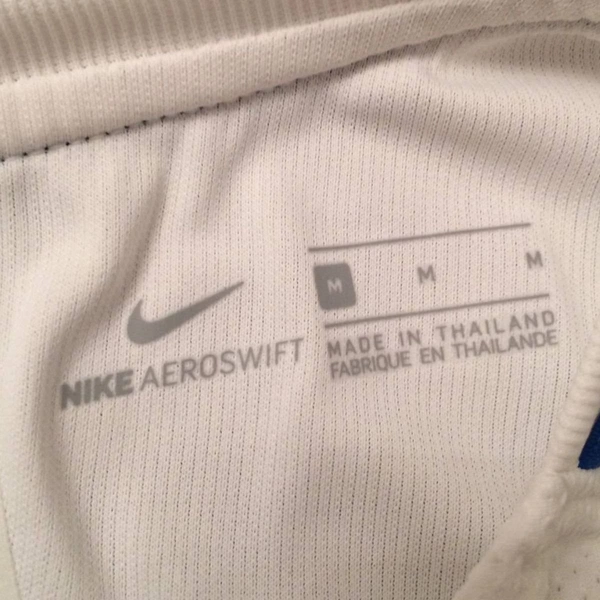 NIKE AEROSWIFT
M M M
MADE IN THAILAND
FABRIQUE EN THAILANDE